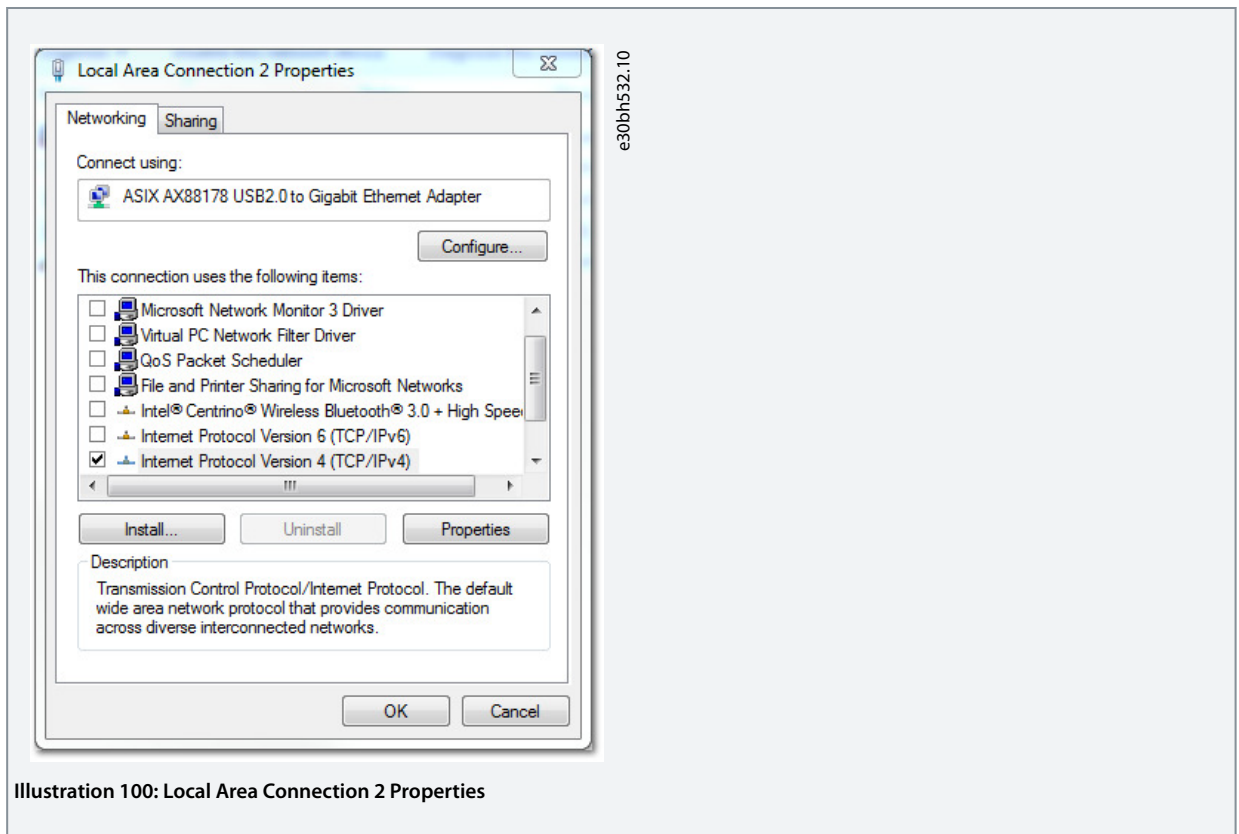 Local Area Connection 2 Properties
e30bh532.10
Networking
Sharing
Connect using:
ASIX AX88178 USB2.0 to Gigabit Ethernet Adapter
Configure...
This connection uses the following items:
Microsoft Network Monitor 3 Driver
Virtual PC Network Filter Driver
QoS Packet Scheduler
File and Printer Sharing for Microsoft Networks
Intel® Centrino® Wireless Bluetooth® 3.0 + High Spee
Internet Protocol Version 6 (TCP/IPv6)
Internet Protocol Version 4 (TCP/IPv4)
Install...
Uninstall
Properties
Description
Transmission Control Protocol/Internet Protocol. The default
wide area network protocol that provides communication
across diverse interconnected networks.
OK
Cancel
Illustration 100: Local Area Connection 2 Properties